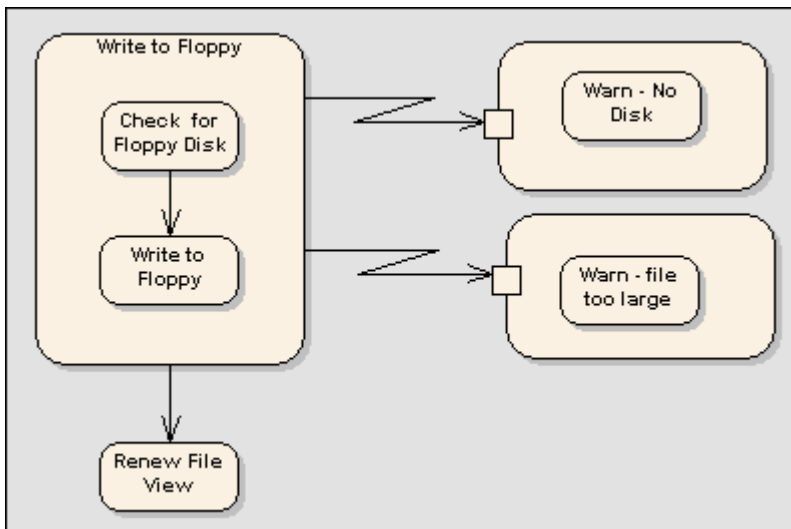 Write to Floppy
Check for
Floppy Disk
Write to
Floppy
Renew File
View
Warn - No
Disk
Warn - file
too large